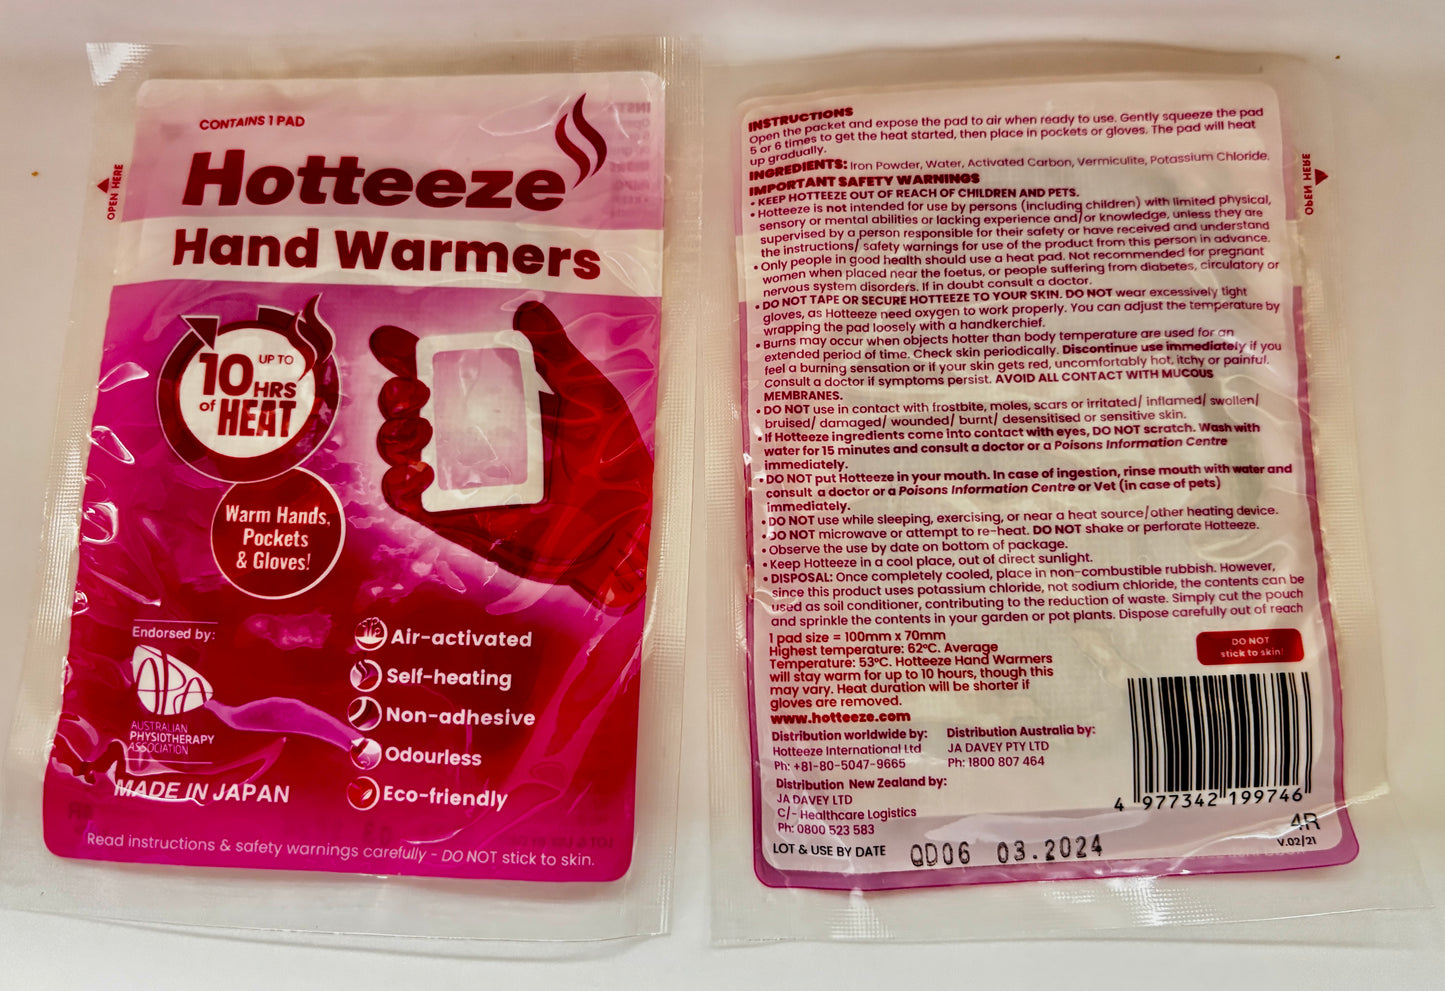 CONTAINS 1 PAD
OPEN HERE
Hotteeze
Hand Warmers
UP TO
10 HRS
of HEAT
Warm Hands,
Pockets
& Gloves!
Endorsed by:
APA
AUSTRALIAN
PHYSIOTHERAPY
ASSOCIATION
MADE IN JAPAN
Air-activated
Self-heating
Non-adhesive
Odourless
Eco-friendly
Read instructions & safety warnings carefully - DO NOT stick to skin.
INSTRUCTIONS
Open the packet and expose the pad to air when ready to use. Gently squeeze the pad
5 or 6 times to get the heat started, then place in pockets or gloves. The pad will heat
up gradually.
INGREDIENTS: Iron Powder, Water, Activated Carbon, Vermiculite, Potassium Chloride.
IMPORTANT SAFETY WARNINGS
• KEEP HOTTEEZE OUT OF REACH OF CHILDREN AND PETS.
• Hotteeze is not intended for use by persons (including children) with limited physical,
sensory or mental abilities or lacking experience and/or knowledge, unless they are
supervised by a person responsible for their safety or have received and understand
the instructions/ safety warnings for use of the product from this person in advance.
• Only people in good health should use a heat pad. Not recommended for pregnant
women when placed near the foetus, or people suffering from diabetes, circulatory or
nervous system disorders. If in doubt consult a doctor.
• DO NOT TAPE OR SECURE HOTTEEZE TO YOUR SKIN. DO NOT wear excessively tight
gloves, as Hotteeze need oxygen to work properly. You can adjust the temperature by
wrapping the pad loosely with a handkerchief.
• Burns may occur when objects hotter than body temperature are used for an
extended period of time. Check skin periodically. Discontinue use immediately if you
feel a burning sensation or if your skin gets red, uncomfortably hot, itchy or painful.
Consult a doctor if symptoms persist. AVOID ALL CONTACT WITH MUCOUS
MEMBRANES.
• DO NOT use in contact with frostbite, moles, scars or irritated/ inflamed/ swollen/
bruised/ damaged/ wounded/ burnt/ desensitised or sensitive skin.
• If Hotteeze ingredients come into contact with eyes, DO NOT scratch. Wash with
water for 15 minutes and consult a doctor or a Poisons Information Centre
immediately.
• DO NOT put Hotteeze in your mouth. In case of ingestion, rinse mouth with water and
consult a doctor or a Poisons Information Centre or Vet (in case of pets)
immediately.
• DO NOT use while sleeping, exercising, or near a heat source/other heating device.
• DO NOT microwave or attempt to re-heat. DO NOT shake or perforate Hotteeze.
• Observe the use by date on bottom of package.
• Keep Hotteeze in a cool place, out of direct sunlight.
• DISPOSAL: Once completely cooled, place in non-combustible rubbish. However,
since this product uses potassium chloride, not sodium chloride, the contents can be
used as soil conditioner, contributing to the reduction of waste. Simply cut the pouch
and sprinkle the contents in your garden or pot plants. Dispose carefully out of reach
OPEN HERE
1 pad size = 100mm x 70mm
Highest temperature: 62°C. Average
Temperature: 53°C. Hotteeze Hand Warmers
will stay warm for up to 10 hours, though this
may vary. Heat duration will be shorter if
gloves are removed.
www.hotteeze.com
DO NOT
stick to skin!
Distribution worldwide by:
Hotteeze International Ltd
Ph: +81-80-5047-9665
Distribution Australia by:
JA DAVEY PTY LTD
Ph: 1800 807 464
Distribution New Zealand by:
JA DAVEY LTD
C/- Healthcare Logistics
Ph: 0800 523 583
4 977342 199746
4R
V.02/21
LOT & USE BY DATE QD06 03.2024